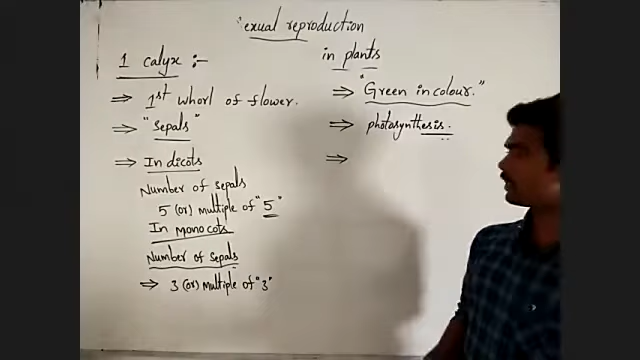 exual reproduction
in plants
1 calyx :-
⇒ 1st whorl of flower.
⇒ "Sepals"
⇒ In dicots
Number of sepals
5 (or) multiple of "5"
In monocots
Number of sepals
⇒ 3 (or) multiple of "3"
⇒ "Green in colour."
⇒ photosynthesis.
⇒